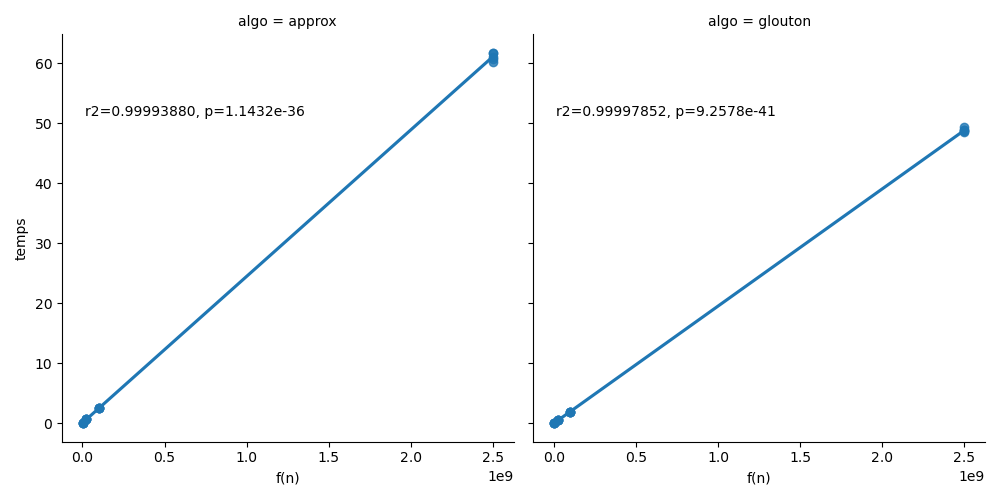 algo = approx
60
50
40
30
20
10
0
temps
r2=0.99993880, p=1.1432e-36
0.0 0.5 1.0 1.5 2.0 2.5
1e9
f(n)
algo = glouton
r2=0.99997852, p=9.2578e-41
0.0 0.5 1.0 1.5 2.0 2.5
1e9
f(n)